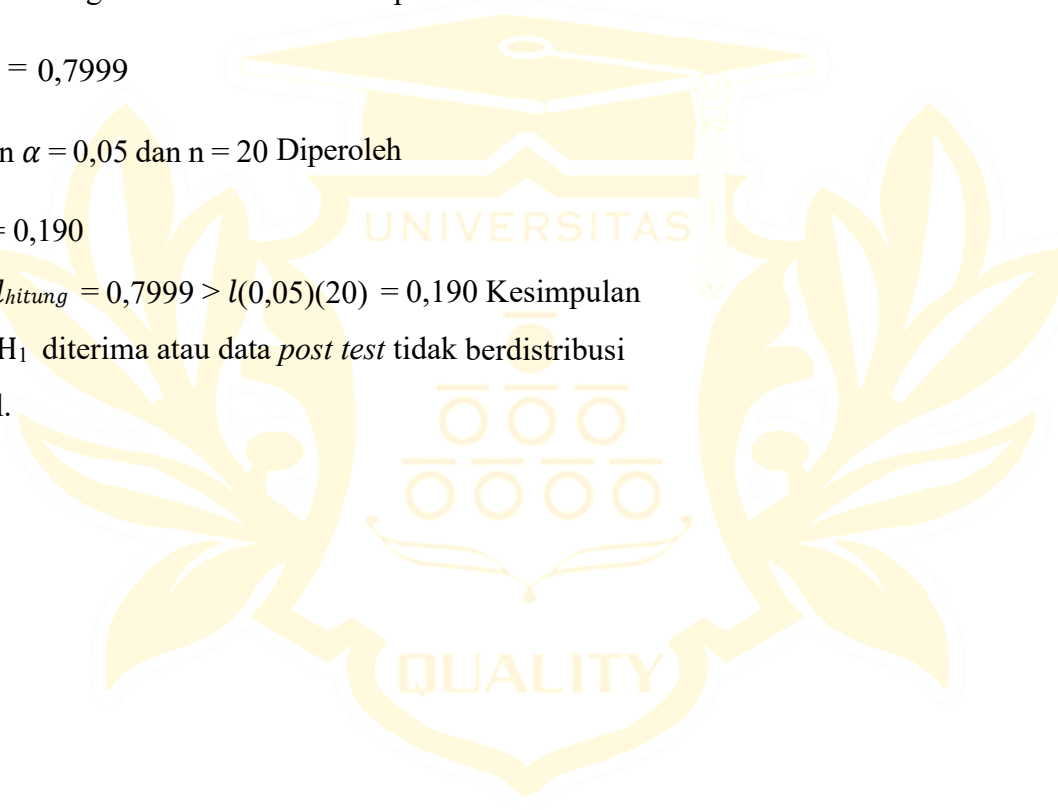 = 0,7999
n α = 0,05 dan n = 20 Diperoleh
= 0,190
l_hitung = 0,7999 > l(0,05)(20) = 0,190 Kesimpulan
H₁ diterima atau data post test tidak berdistribusi
l.
UNIVERSITAS
QUALITY